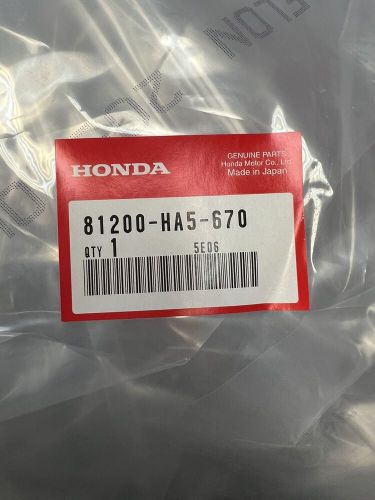 HONDA
GENUINE PARTS
Honda Motor Co., Ltd.
Made in Japan
81200-HA5-670
QTY 1 5E06